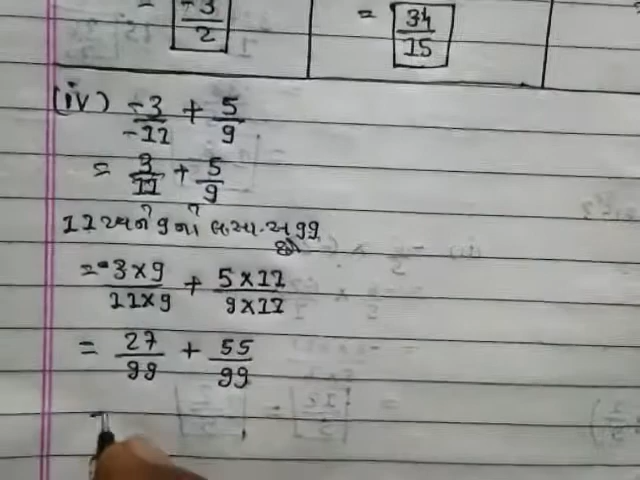 = -3/2
= 34/15
(iv) -3/-11 + 5/9
= 3/11 + 5/9
11 અને 9 નો લ.સા.અ 99 છે
= 3×9/11×9 + 5×11/9×11
= 27/99 + 55/99